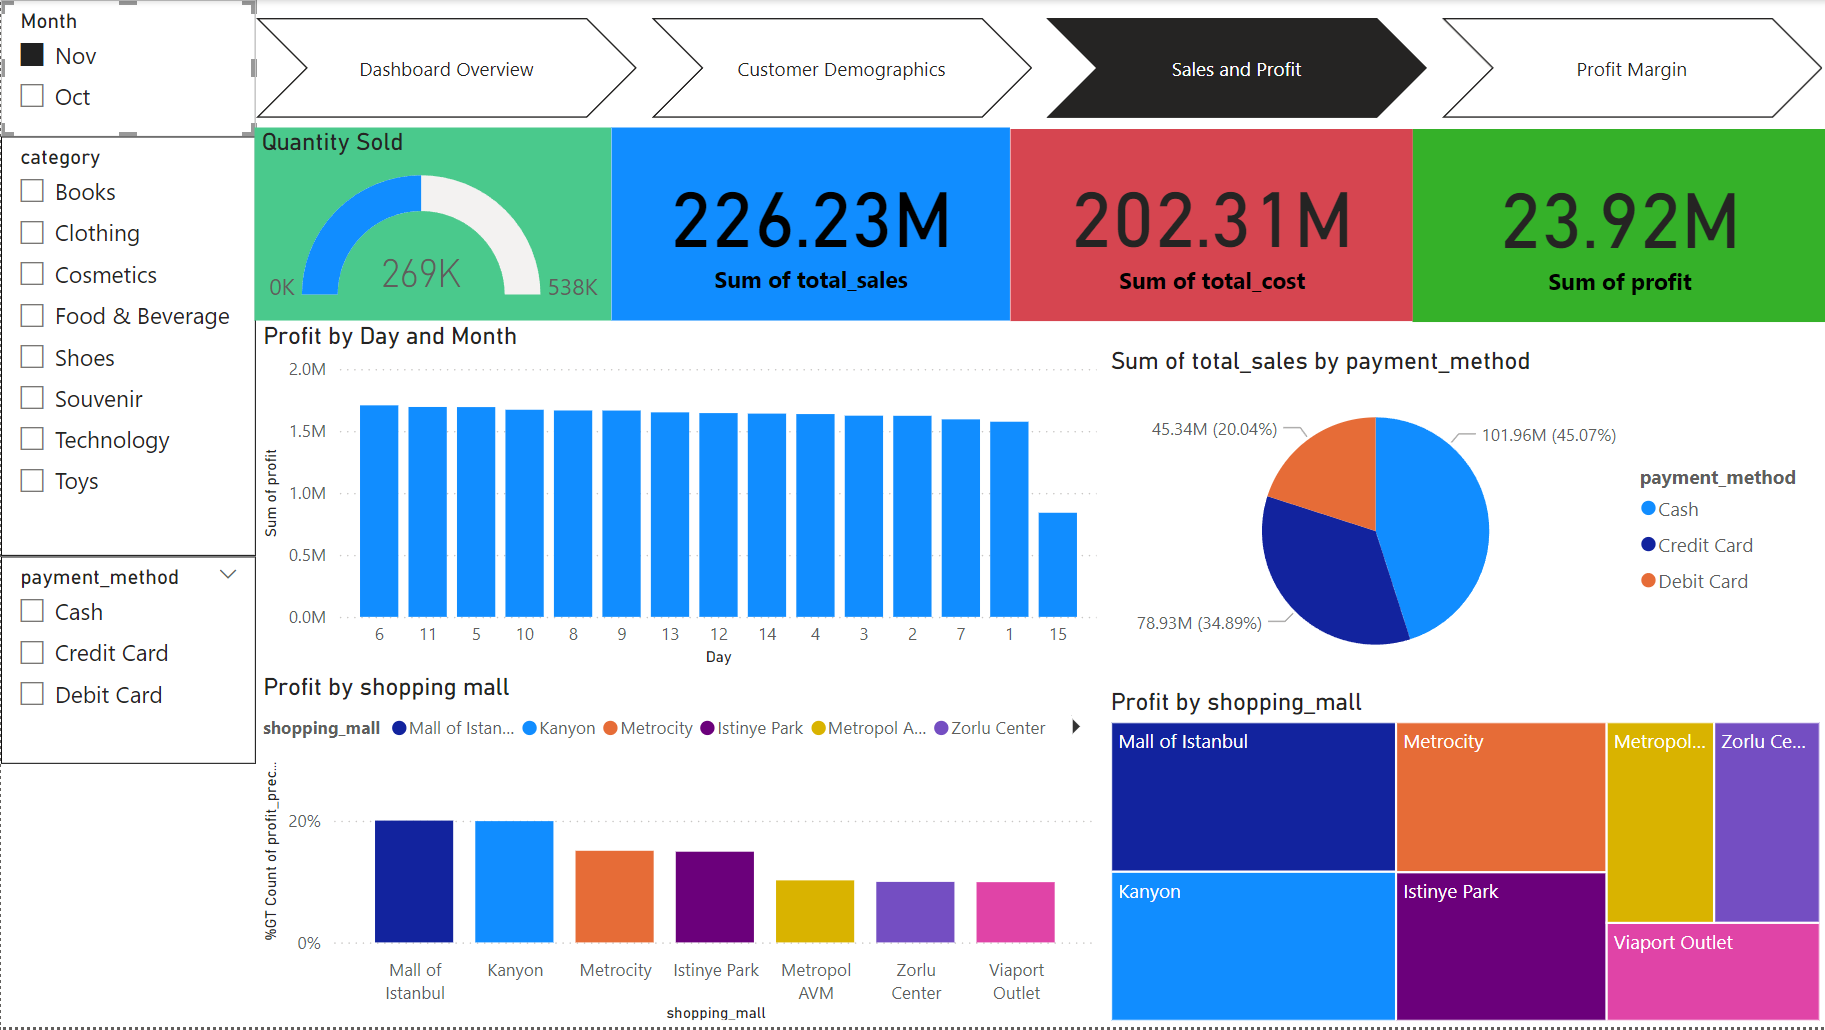 Month
Nov
Oct
category
Books
Clothing
Cosmetics
Food & Beverage
Shoes
Souvenir
Technology
Toys
payment_method
Cash
Credit Card
Debit Card
Dashboard Overview
Customer Demographics
Sales and Profit
Profit Margin
Quantity Sold
0K
269K
538K
226.23M
Sum of total_sales
202.31M
Sum of total_cost
23.92M
Sum of profit
Profit by Day and Month
Sum of profit
2.0M
1.5M
1.0M
0.5M
0.0M
6 11 5 10 8 9 13 12 14 4 3 2 7 1 15
Day
Sum of total_sales by payment_method
45.34M (20.04%)
101.96M (45.07%)
78.93M (34.89%)
payment_method
Cash
Credit Card
Debit Card
Profit by shopping mall
shopping_mall Mall of Istan... Kanyon Metrocity Istinye Park Metropol A... Zorlu Center
%GT Count of profit_prec...
20%
0%
Mall of
Istanbul
Kanyon
Metrocity
Istinye Park
Metropol
AVM
Zorlu
Center
Viaport
Outlet
shopping_mall
Profit by shopping_mall
Mall of Istanbul
Metrocity
Metropol...
Zorlu Ce...
Kanyon
Istinye Park
Viaport Outlet